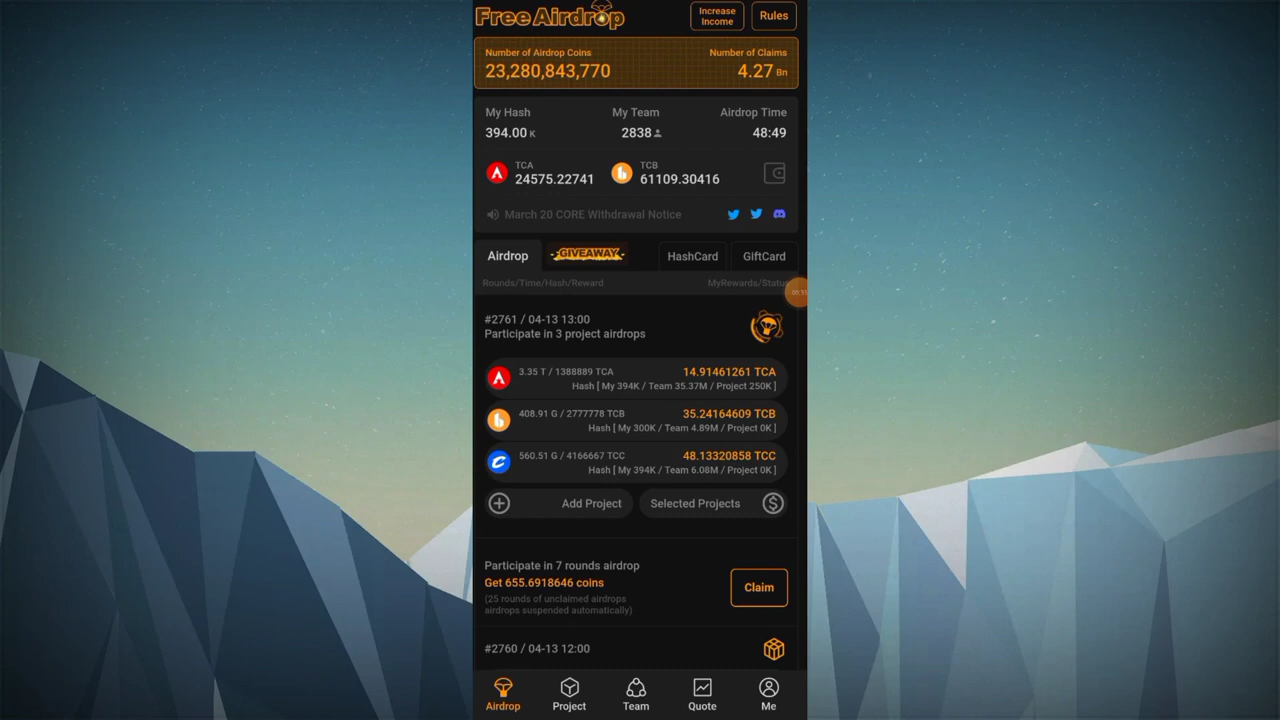 Free Airdrop
Increase Income
Rules
Number of Airdrop Coins
Number of Claims
23,280,843,770
4.27 Bn
My Hash
My Team
Airdrop Time
394.00 K
2838
48:49
TCA
24575.22741
TCB
61109.30416
March 20 CORE Withdrawal Notice
Airdrop
GIVEAWAY
HashCard
GiftCard
Rounds/Time/Hash/Reward
MyRewards/Status
#2761 / 04-13 13:00
Participate in 3 project airdrops
3.35 T / 1388889 TCA
14.91461261 TCA
Hash [ My 394K / Team 35.37M / Project 250K ]
408.91 G / 2777778 TCB
35.24164609 TCB
Hash [ My 300K / Team 4.89M / Project 0K ]
560.51 G / 4166667 TCC
48.13320858 TCC
Hash [ My 394K / Team 6.08M / Project 0K ]
Add Project
Selected Projects
Participate in 7 rounds airdrop
Get 655.6918646 coins
(25 rounds of unclaimed airdrops
airdrops suspended automatically)
Claim
#2760 / 04-13 12:00
Airdrop
Project
Team
Quote
Me